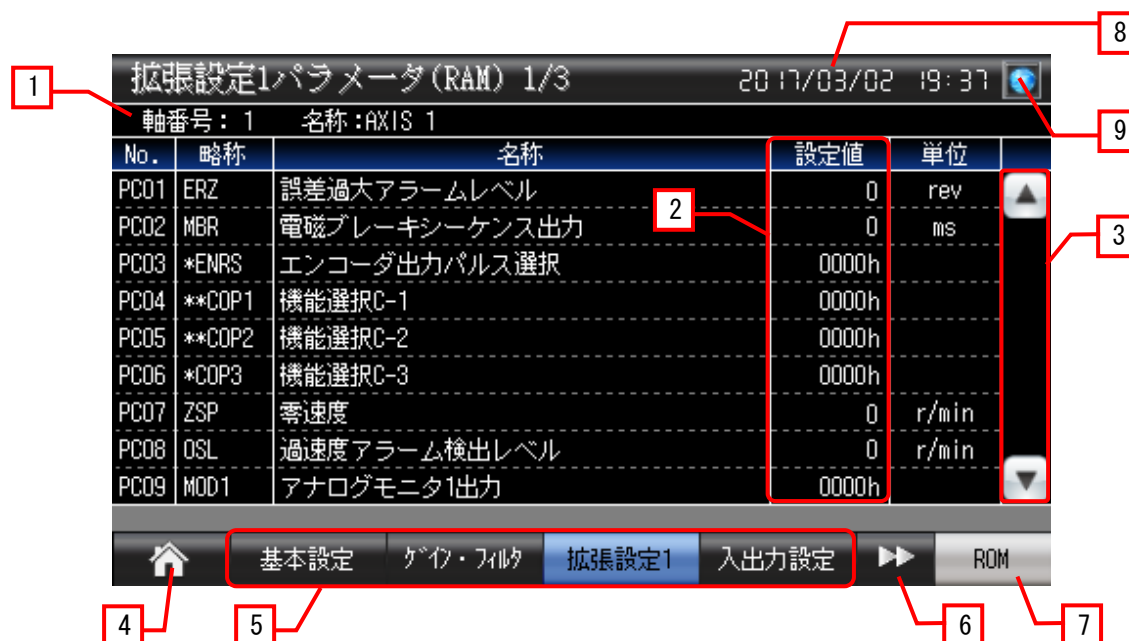 8
拡張設定1パラメータ(RAM) 1/3 2017/03/02 19:37
1
軸番号: 1 名称:AXIS 1
9
No. 略称 名称 設定値 単位
PC01 ERZ 誤差過大アラームレベル 0 rev
2
PC02 MBR 電磁ブレーキシーケンス出力 0 ms
3
PC03 *ENRS エンコーダ出力パルス選択 0000h
PC04 **COP1 機能選択C-1 0000h
PC05 **COP2 機能選択C-2 0000h
PC06 *COP3 機能選択C-3 0000h
PC07 ZSP 零速度 0 r/min
PC08 OSL 過速度アラーム検出レベル 0 r/min
PC09 MOD1 アナログモニタ1出力 0000h
基本設定 ゲイン・フィルタ 拡張設定1 入出力設定 ROM
4 5 6 7